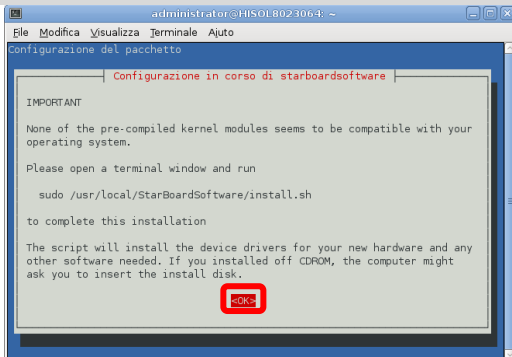 administrator@HISOL8023064: ~
File Modifica Visualizza Terminale Aiuto
Configurazione del pacchetto
Configurazione in corso di starboardsoftware
IMPORTANT
None of the pre-compiled kernel modules seems to be compatible with your
operating system.
Please open a terminal window and run
sudo /usr/local/StarBoardSoftware/install.sh
to complete this installation
The script will install the device drivers for your new hardware and any
other software needed. If you installed off CDROM, the computer might
ask you to insert the install disk.
<OK>